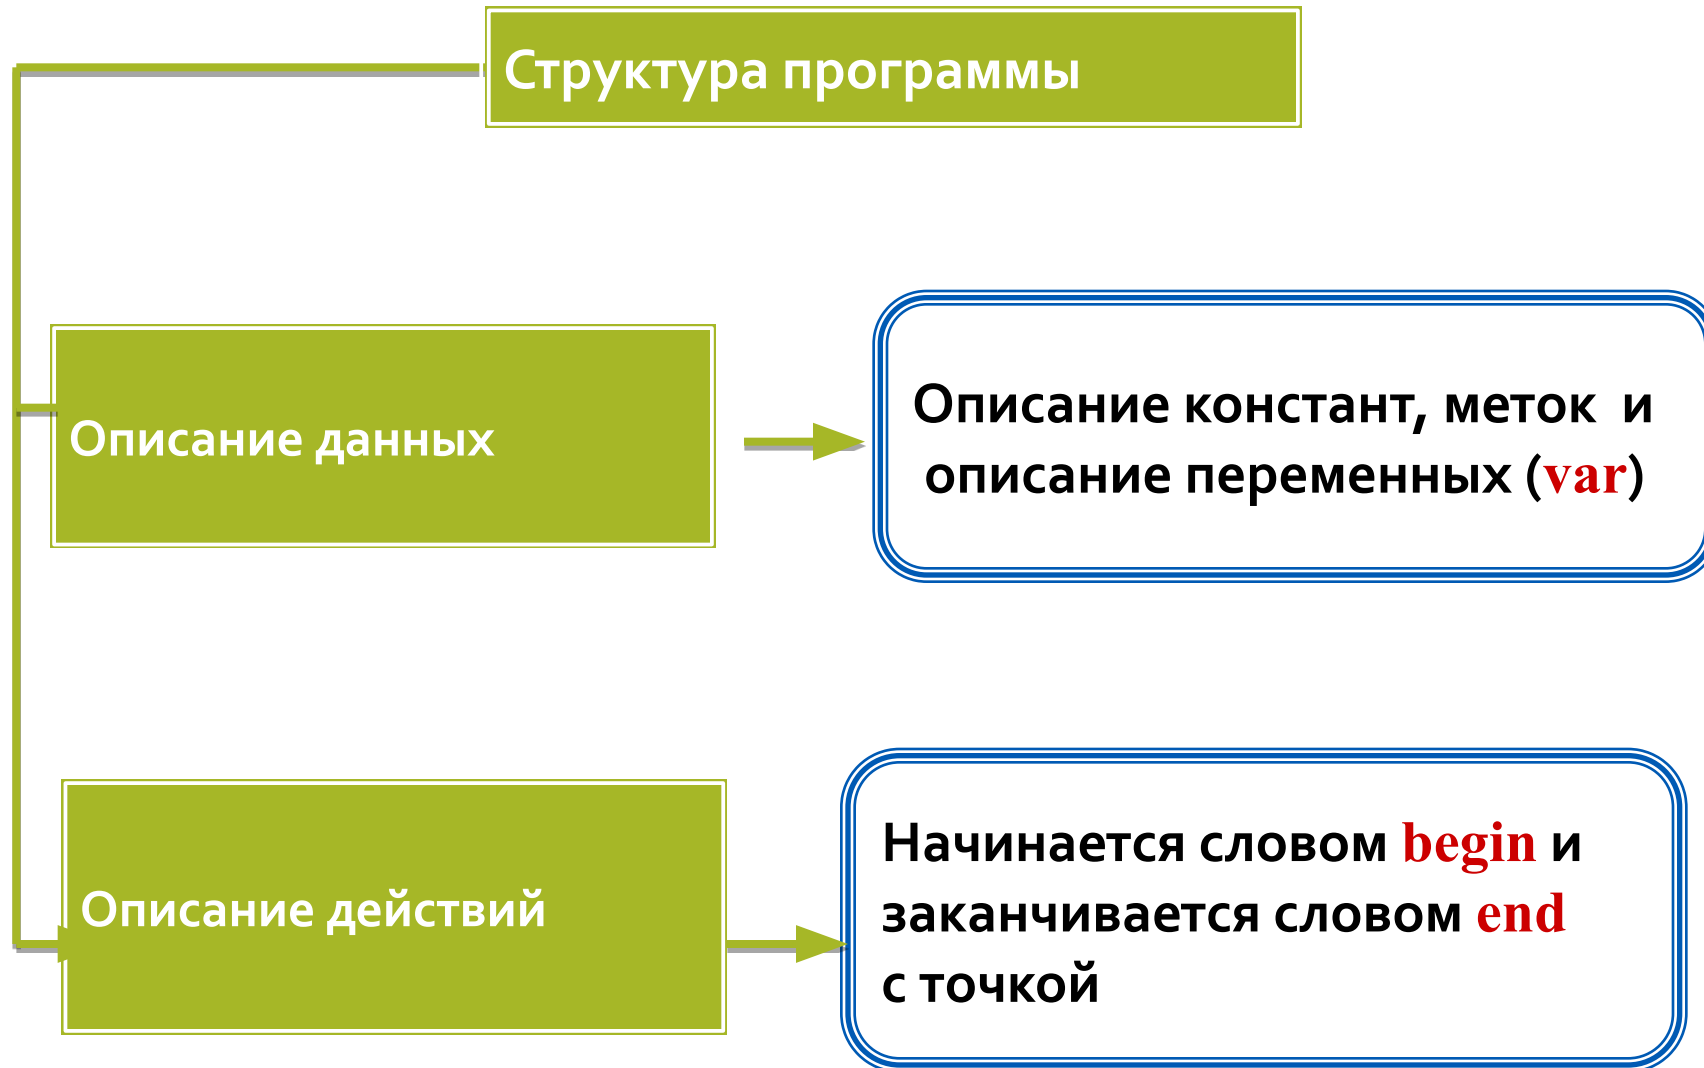 Структура программы
Описание данных
Описание констант, меток и
описание переменных (var)
Описание действий
Начинается словом begin и
заканчивается словом end
с точкой